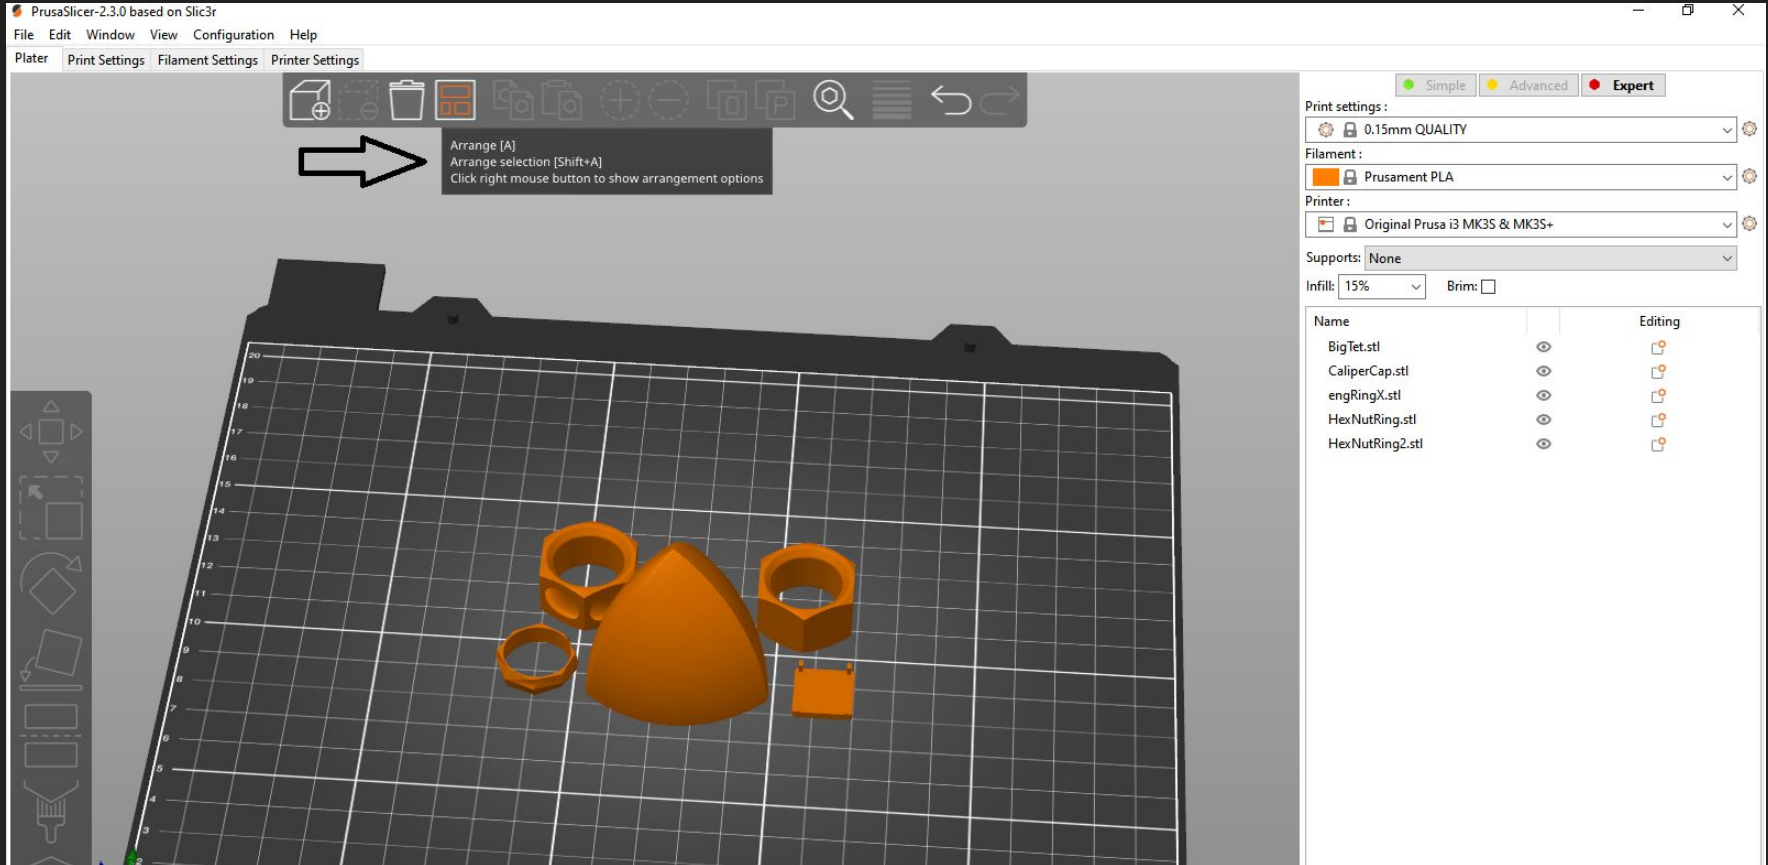 PrusaSlicer-2.3.0 based on Slic3r
File Edit Window View Configuration Help
Plater Print Settings Filament Settings Printer Settings
Simple Advanced Expert
Print settings :
0.15mm QUALITY
Filament :
Prusament PLA
Printer :
Original Prusa i3 MK3S & MK3S+
Supports: None
Infill: 15% Brim:
Name Editing
BigTet.stl
CaliperCap.stl
engRingX.stl
HexNutRing.stl
HexNutRing2.stl
Arrange [A]
Arrange selection [Shift+A]
Click right mouse button to show arrangement options
20
19
18
17
16
15
14
13
12
11
10
9
8
7
6
5
4
3
2